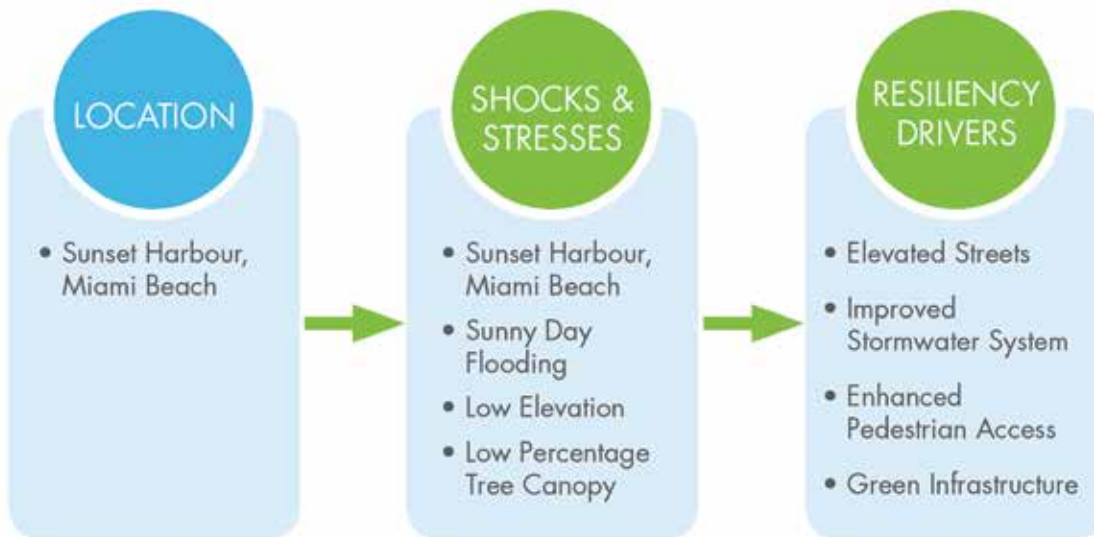 LOCATION
• Sunset Harbour,
Miami Beach
SHOCKS &
STRESSES
• Sunset Harbour,
Miami Beach
• Sunny Day
Flooding
• Low Elevation
• Low Percentage
Tree Canopy
RESILIENCY
DRIVERS
• Elevated Streets
• Improved
Stormwater System
• Enhanced
Pedestrian Access
• Green Infrastructure